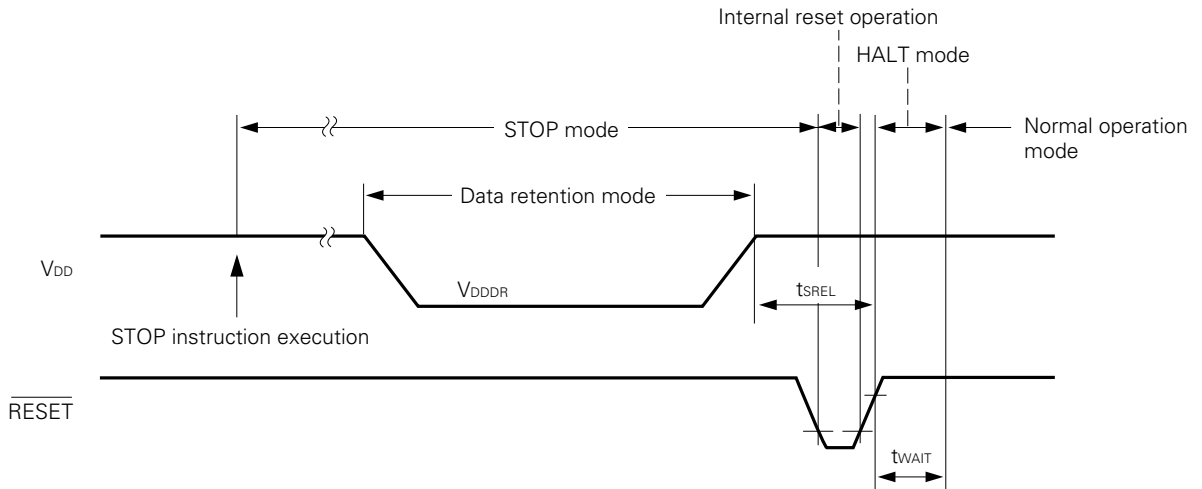 Internal reset operation
HALT mode
STOP mode
Normal operation
mode
Data retention mode
VDD
VDDDR
tSREL
STOP instruction execution
RESET
tWAIT